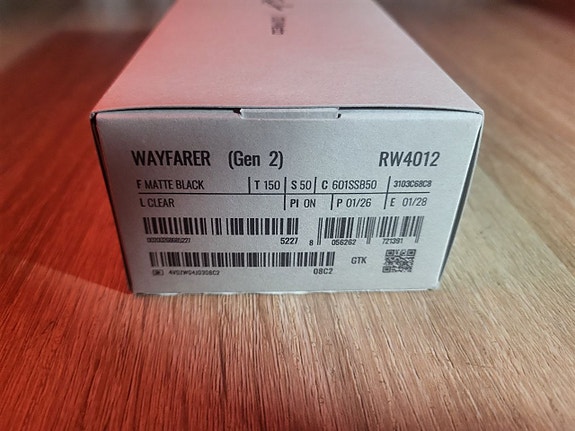 WAYFARER (Gen 2) RW4012
F MATTE BLACK T 150 S 50 C 601SSB50 3103C68C8
L CLEAR PI ON P 01/26 E 01/28
5227 8 056262 721391
GTK
08C2